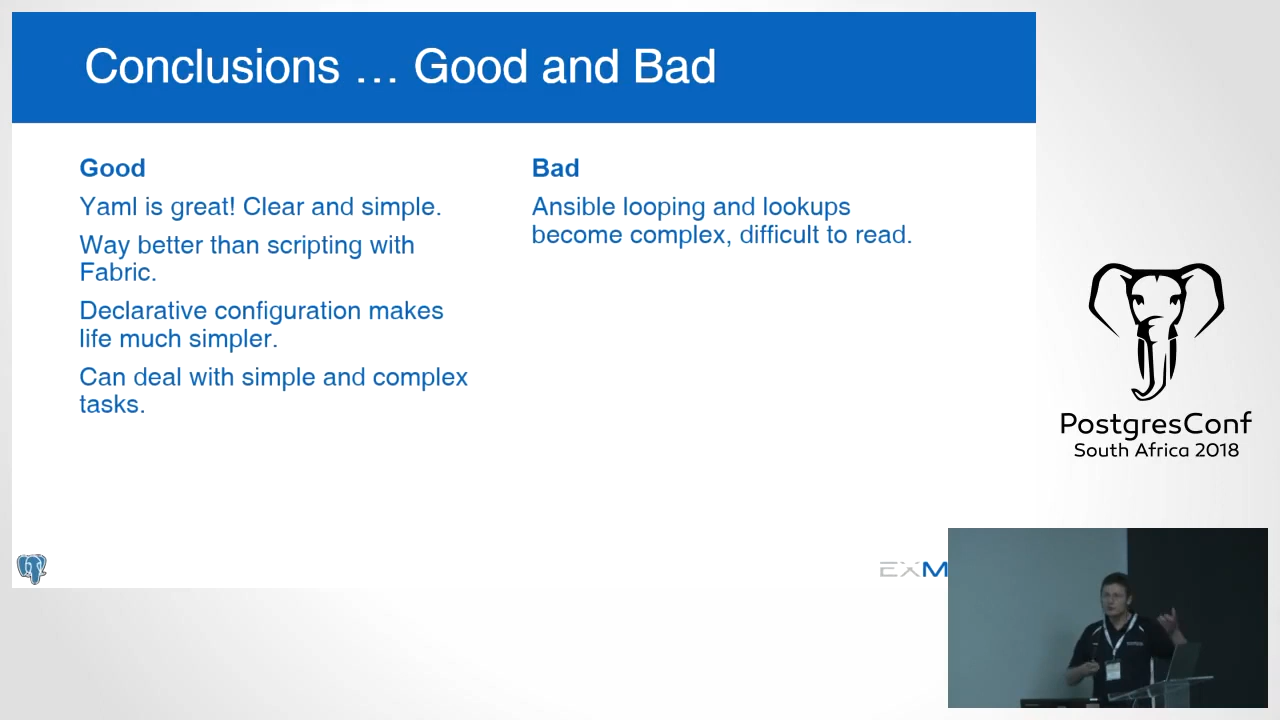 Conclusions … Good and Bad
Good
Yaml is great! Clear and simple.
Way better than scripting with
Fabric.
Declarative configuration makes
life much simpler.
Can deal with simple and complex
tasks.
Bad
Ansible looping and lookups
become complex, difficult to read.
PostgresConf
South Africa 2018
EXM